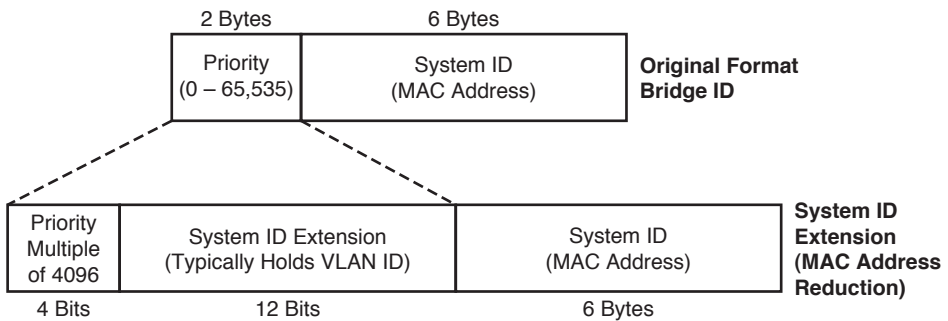 2 Bytes
6 Bytes
Priority
(0 – 65,535)
System ID
(MAC Address)
Original Format
Bridge ID
Priority
Multiple
of 4096
System ID Extension
(Typically Holds VLAN ID)
System ID
(MAC Address)
System ID
Extension
(MAC Address
Reduction)
4 Bits
12 Bits
6 Bytes